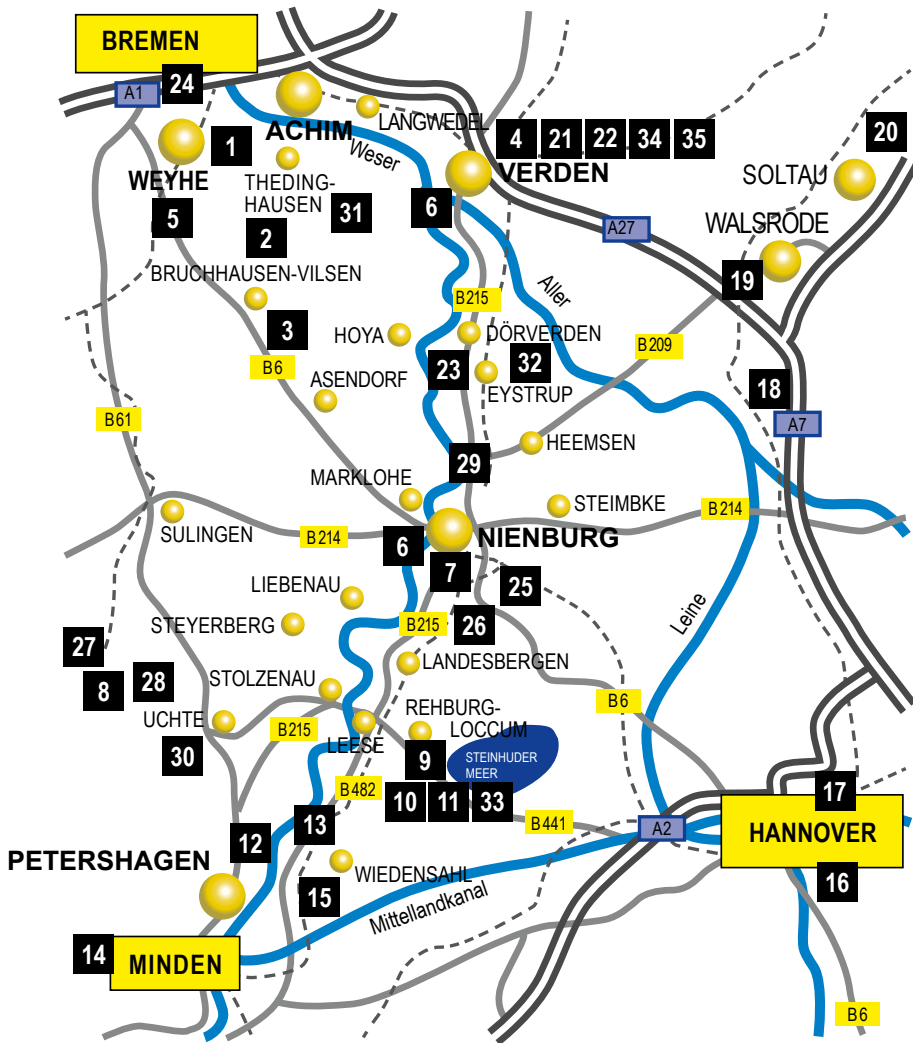 BREMEN
24
A1
ACHIM
LANGWEDEL
Weser
4 21 22 34 35
20
1
WEYHE
VERDEN
SOLTAU
THEDING-
HAUSEN
31
6
5
2
A27
WALSRODE
BRUCHHAUSEN-VILSEN
19
Aller
B215
3
HOYA
DÖRVERDEN
B6
23
32
B209
ASENDORF
EYSTRUP
18
B61
A7
HEEMSEN
29
MARKLOHE
STEIMBKE
SULINGEN
B214
B214
NIENBURG
6
7
25
LIEBENAU
Leine
STEYERBERG
B215
26
27
LANDESBERGEN
8
28
STOLZENAU
B6
UCHTE
B215
LEESE
REHBURG-
LOCCUM
30
9
STEINHUDER
MEER
B482
10 11 33
17
13
B441
A2
12
HANNOVER
PETERSHAGEN
WIEDENSAHL
15
16
Mittellandkanal
14
MINDEN
B6